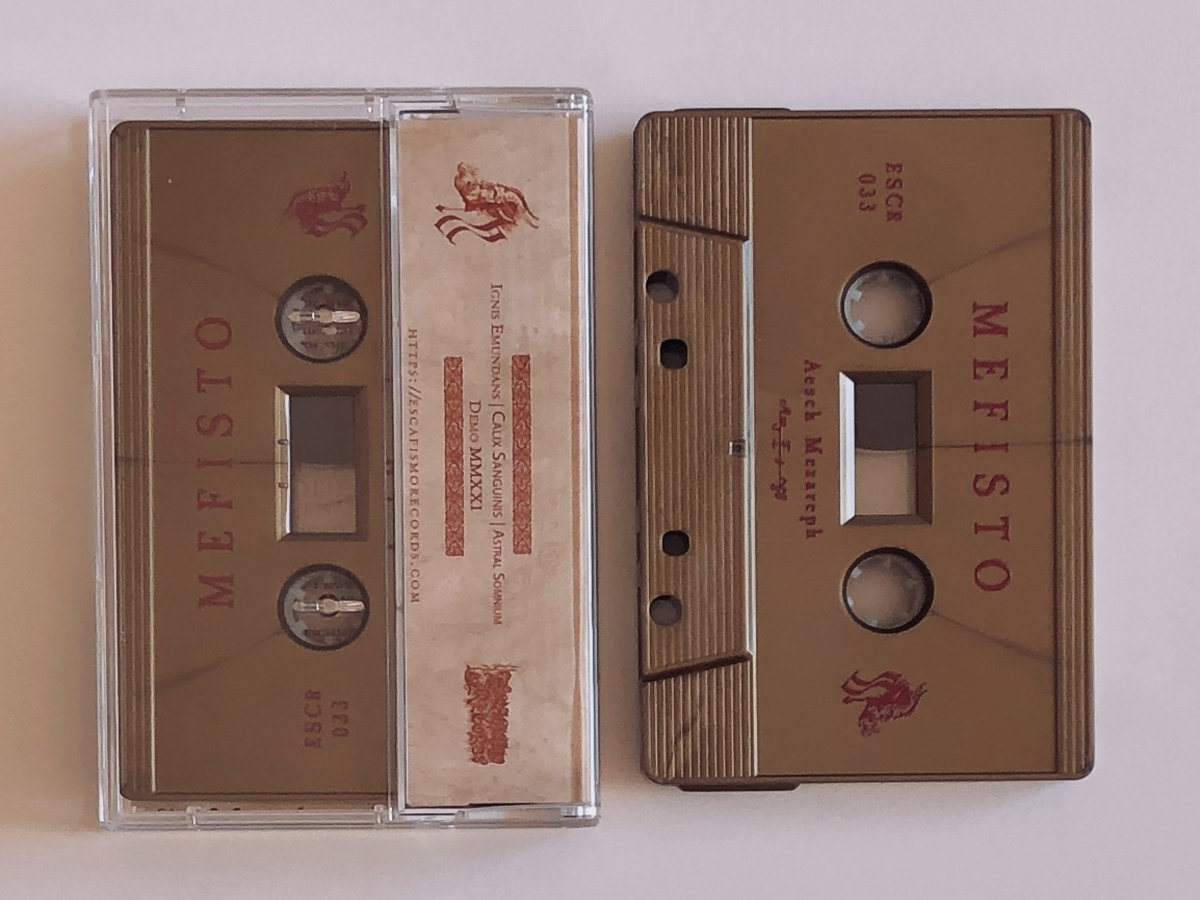 MEFISTO
ESCR
033
IGNIS EMUNDANS | CALIX SANGUINIS | ASTRAL SOMNIUM
DEMO MMXXI
HTTPS://ESCAFISMORECORDS.COM
ESCR
033
MEFISTO
Aesch Mezareph